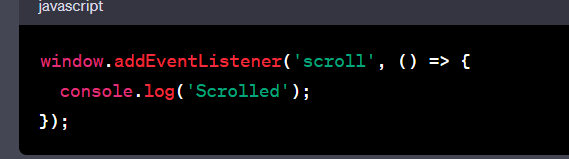 javascript
window.addEventListener('scroll', () => {
  console.log('Scrolled');
});